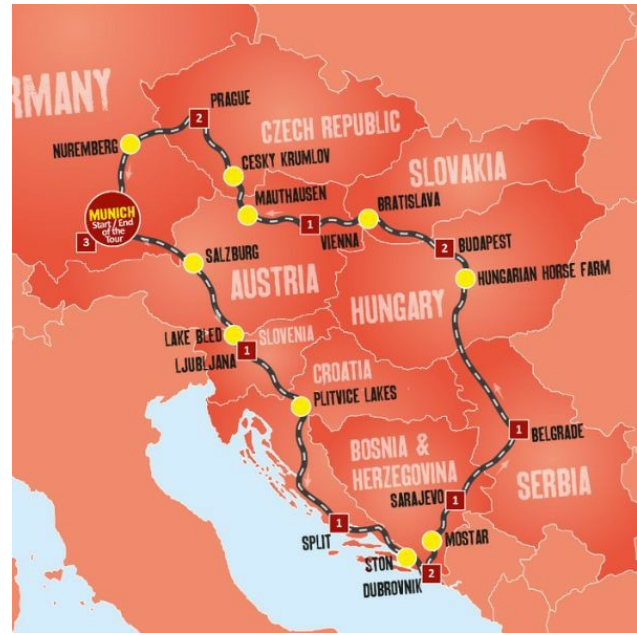 RMANY
PRAGUE
2
CZECH REPUBLIC
NUREMBERG
CESKY KRUMLOV
SLOVAKIA
MAUTHAUSEN
BRATISLAVA
MUNICH
Start / End
of the
Tour
3
1
VIENNA
2
BUDAPEST
SALZBURG
HUNGARIAN HORSE FARM
AUSTRIA
HUNGARY
LAKE BLED
SLOVENIA
LJUBLJANA
1
CROATIA
PLITVICE LAKES
1
BELGRADE
BOSNIA &
HERZEGOVINA
SERBIA
SARAJEVO
1
1
SPLIT
MOSTAR
STON
DUBROVNIK
2